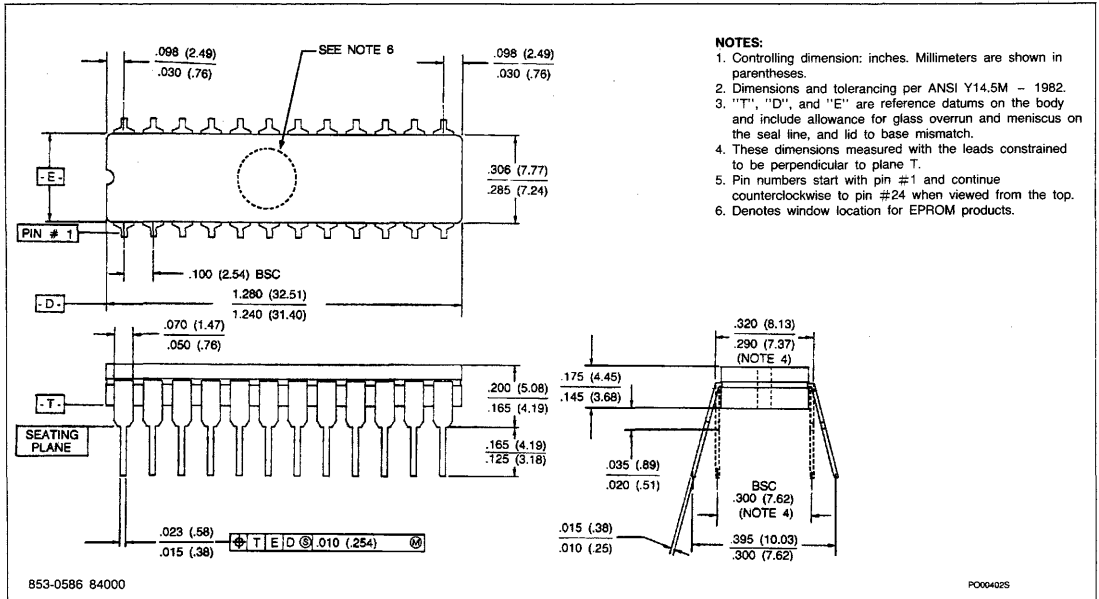 .098 (2.49)
.030 (.76)
SEE NOTE 6
.098 (2.49)
.030 (.76)
- E -
.306 (7.77)
.285 (7.24)
PIN # 1
.100 (2.54) BSC
- D -
1.280 (32.51)
1.240 (31.40)
NOTES:
1. Controlling dimension: inches. Millimeters are shown in
parentheses.
2. Dimensions and tolerancing per ANSI Y14.5M – 1982.
3. "T", "D", and "E" are reference datums on the body
and include allowance for glass overrun and meniscus on
the seal line, and lid to base mismatch.
4. These dimensions measured with the leads constrained
to be perpendicular to plane T.
5. Pin numbers start with pin #1 and continue
counterclockwise to pin #24 when viewed from the top.
6. Denotes window location for EPROM products.
.070 (1.47)
.050 (.76)
- T -
SEATING
PLANE
.200 (5.08)
.165 (4.19)
.165 (4.19)
.125 (3.18)
.023 (.58)
.015 (.38)
⌖ T E D Ⓢ .010 (.254) Ⓜ
.320 (8.13)
.290 (7.37)
(NOTE 4)
.175 (4.45)
.145 (3.68)
.035 (.89)
.020 (.51)
BSC
.300 (7.62)
(NOTE 4)
.015 (.38)
.010 (.25)
.395 (10.03)
.300 (7.62)
853-0586 84000
PO00402S